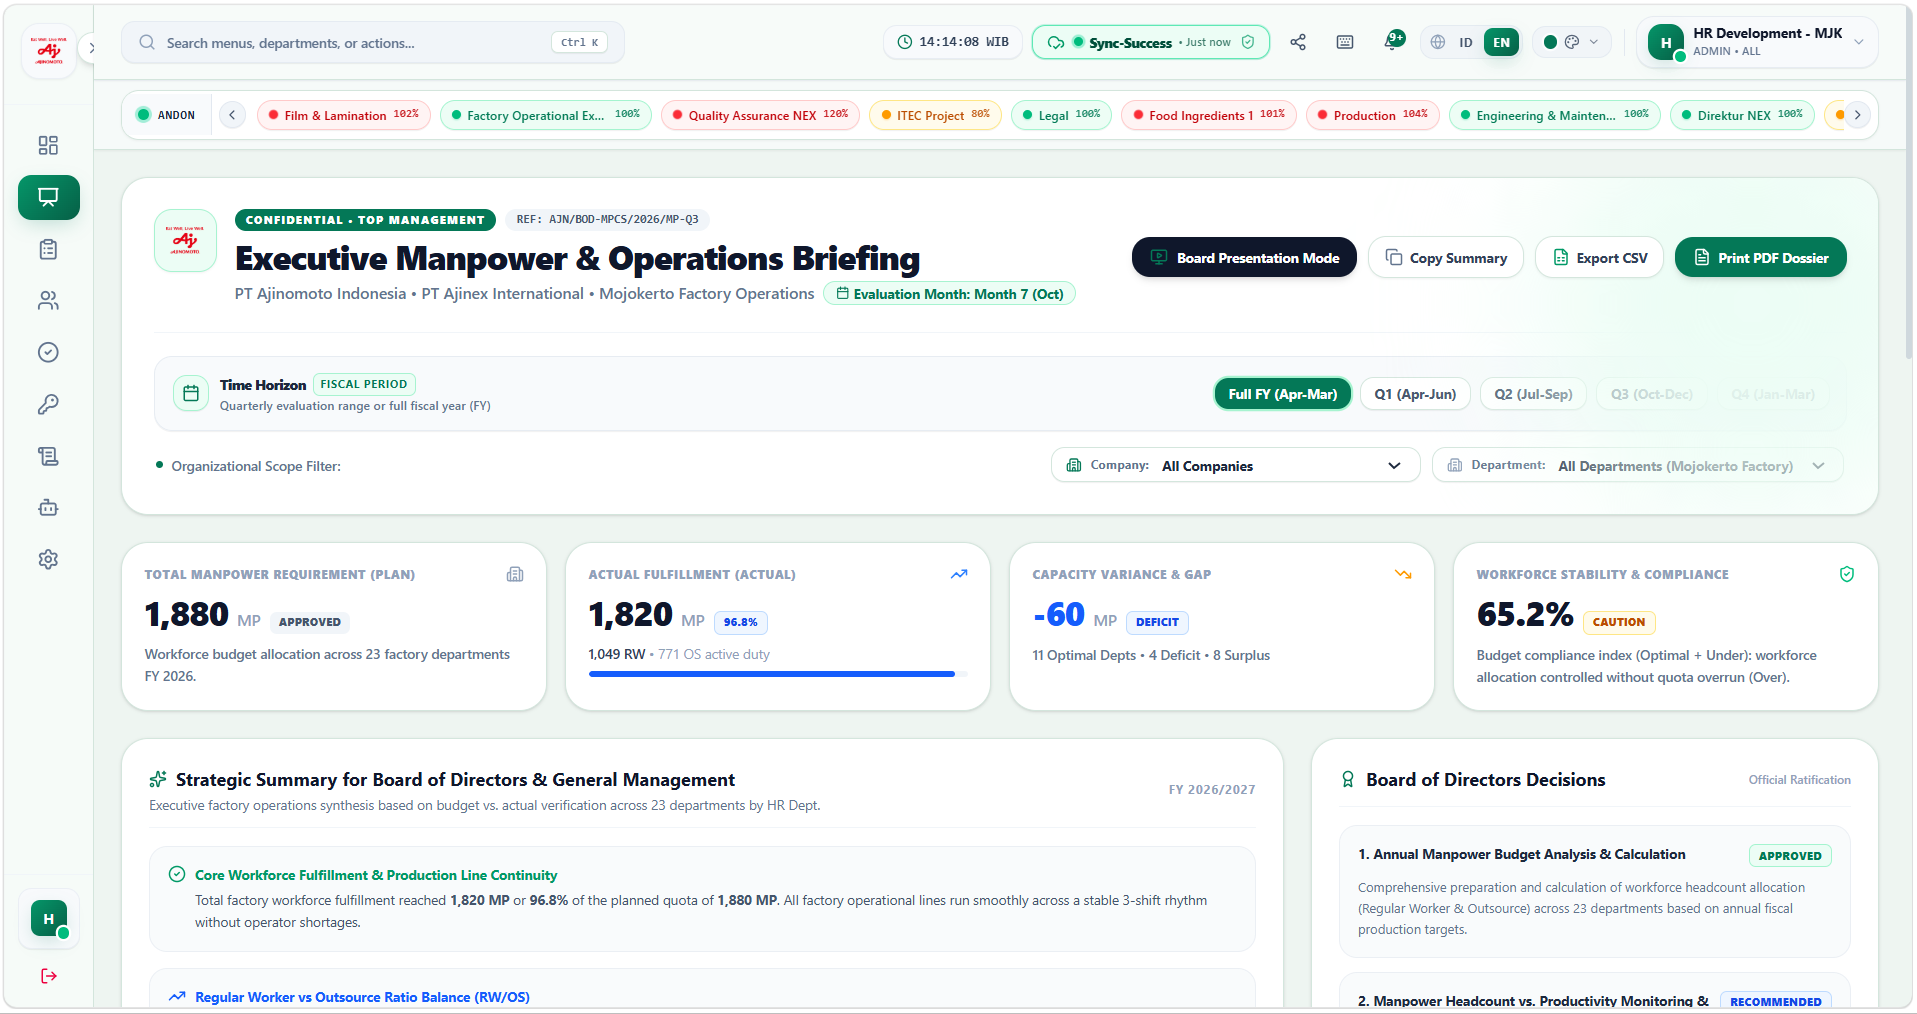 Eat Well, Live Well.
AJINOMOTO
Search menus, departments, or actions...
Ctrl K
14:14:08 WIB
Sync-Success • Just now
9+
ID
EN
H
HR Development - MJK
ADMIN • ALL
ANDON
Film & Lamination 102%
Factory Operational Ex... 100%
Quality Assurance NEX 120%
ITEC Project 80%
Legal 100%
Food Ingredients 1 101%
Production 104%
Engineering & Mainten... 100%
Direktur NEX 100%
Eat Well, Live Well.
AJINOMOTO
CONFIDENTIAL • TOP MANAGEMENT
REF: AJN/BOD-MPCS/2026/MP-Q3
Executive Manpower & Operations Briefing
PT Ajinomoto Indonesia • PT Ajinex International • Mojokerto Factory Operations
Evaluation Month: Month 7 (Oct)
Board Presentation Mode
Copy Summary
Export CSV
Print PDF Dossier
Time Horizon
FISCAL PERIOD
Quarterly evaluation range or full fiscal year (FY)
Full FY (Apr-Mar)
Q1 (Apr-Jun)
Q2 (Jul-Sep)
Q3 (Oct-Dec)
Q4 (Jan-Mar)
Organizational Scope Filter:
Company: All Companies
Department: All Departments (Mojokerto Factory)
TOTAL MANPOWER REQUIREMENT (PLAN)
1,880 MP APPROVED
Workforce budget allocation across 23 factory departments
FY 2026.
ACTUAL FULFILLMENT (ACTUAL)
1,820 MP 96.8%
1,049 RW • 771 OS active duty
CAPACITY VARIANCE & GAP
-60 MP DEFICIT
11 Optimal Depts • 4 Deficit • 8 Surplus
WORKFORCE STABILITY & COMPLIANCE
65.2% CAUTION
Budget compliance index (Optimal + Under): workforce
allocation controlled without quota overrun (Over).
Strategic Summary for Board of Directors & General Management
Executive factory operations synthesis based on budget vs. actual verification across 23 departments by HR Dept.
FY 2026/2027
Core Workforce Fulfillment & Production Line Continuity
Total factory workforce fulfillment reached 1,820 MP or 96.8% of the planned quota of 1,880 MP. All factory operational lines run smoothly across a stable 3-shift rhythm
without operator shortages.
Regular Worker vs Outsource Ratio Balance (RW/OS)
Board of Directors Decisions
Official Ratification
1. Annual Manpower Budget Analysis & Calculation
APPROVED
Comprehensive preparation and calculation of workforce headcount allocation
(Regular Worker & Outsource) across 23 departments based on annual fiscal
production targets.
2. Manpower Headcount vs. Productivity Monitoring &
RECOMMENDED
H